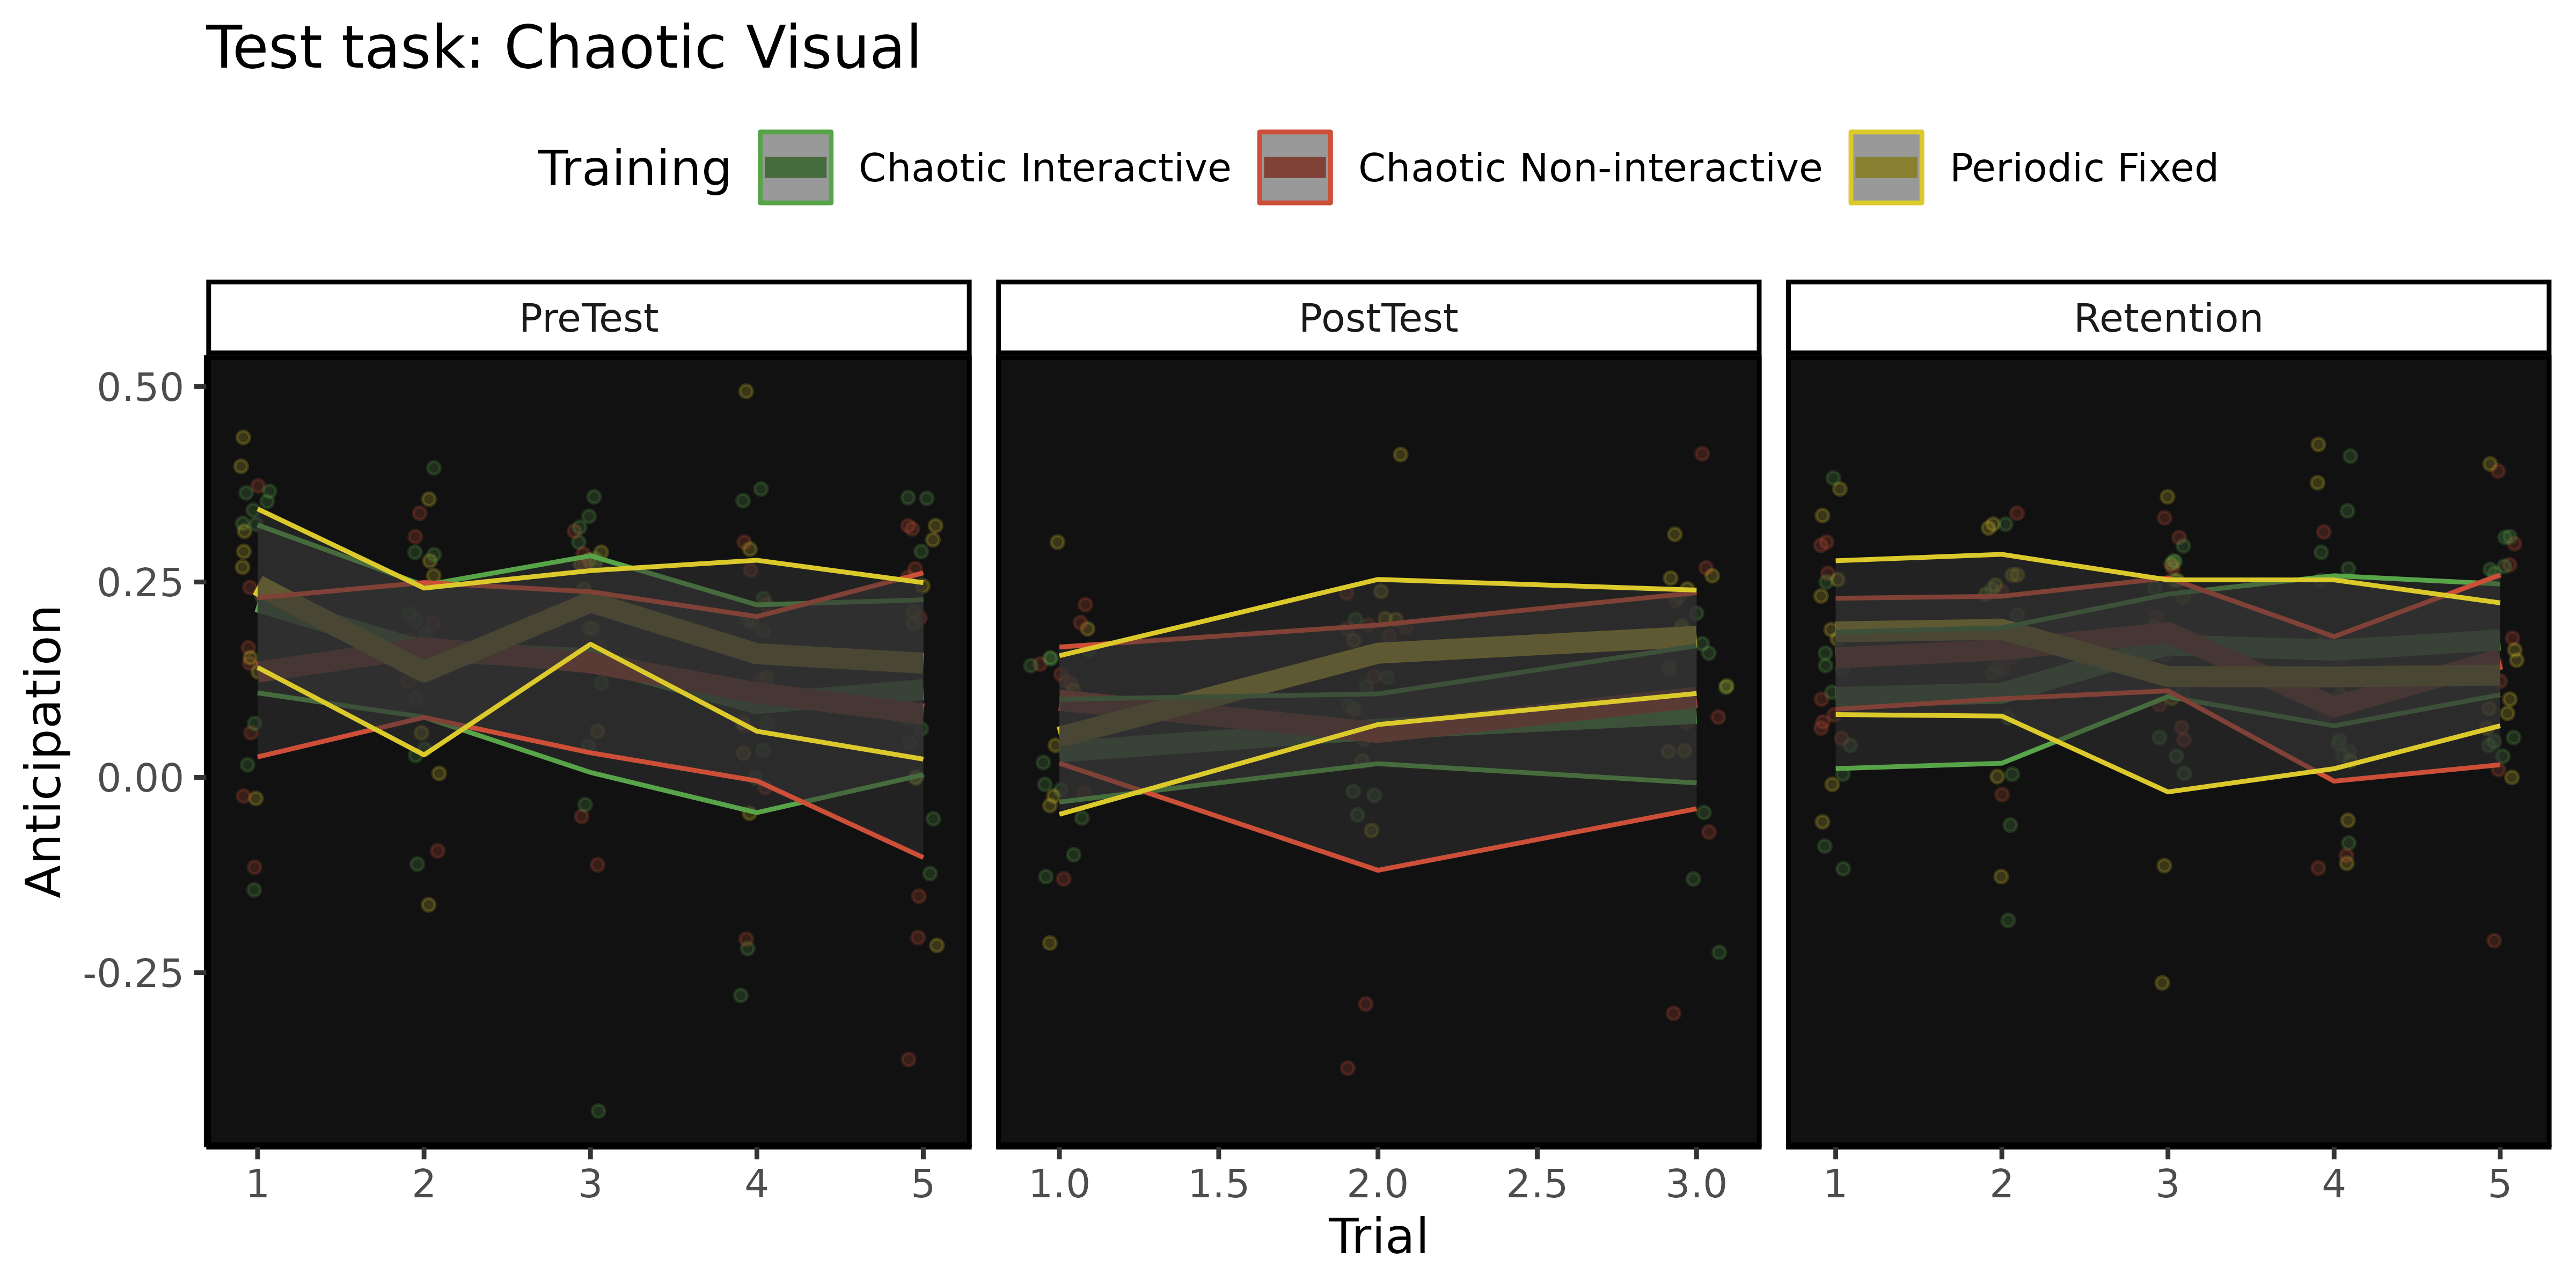 Test task: Chaotic Visual
Training Chaotic Interactive Chaotic Non-interactive Periodic Fixed
PreTest PostTest Retention
0.50
0.25
0.00
-0.25
Anticipation
1 2 3 4 5 1.0 1.5 2.0 2.5 3.0 1 2 3 4 5
Trial